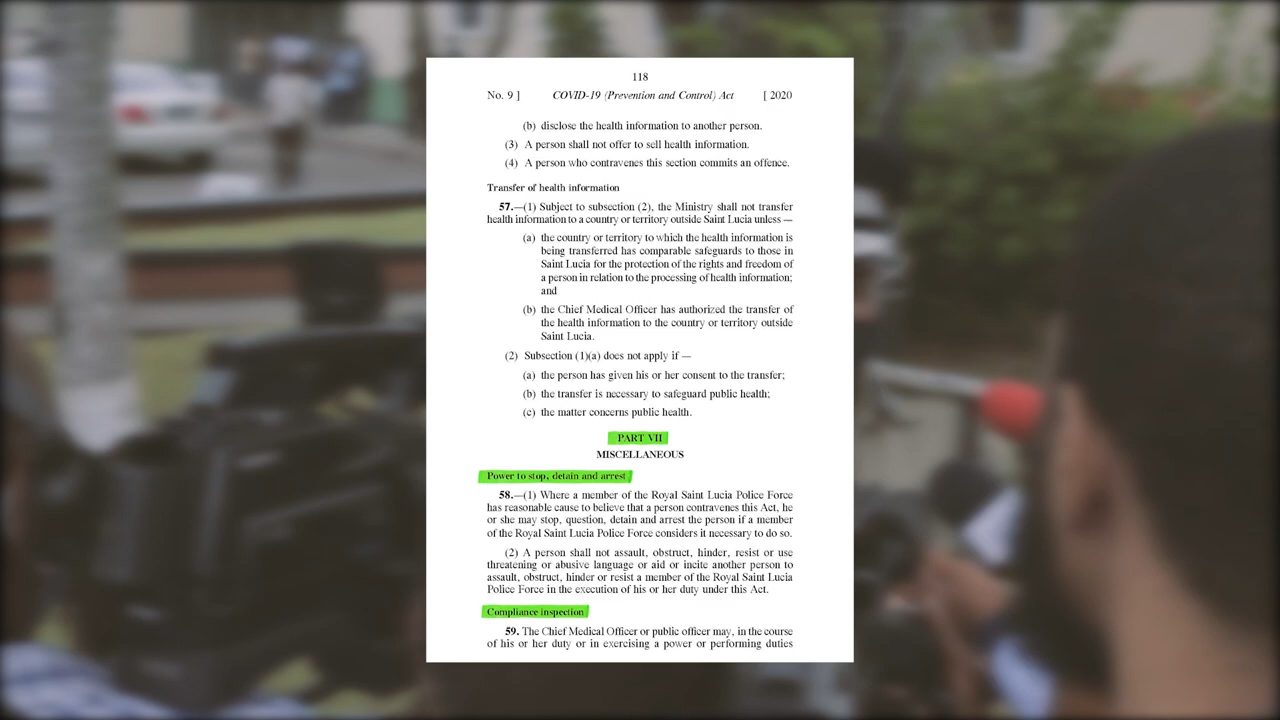 118
No. 9 ] COVID-19 (Prevention and Control) Act [ 2020
(b) disclose the health information to another person.
(3) A person shall not offer to sell health information.
(4) A person who contravenes this section commits an offence.
Transfer of health information
57.—(1) Subject to subsection (2), the Ministry shall not transfer
health information to a country or territory outside Saint Lucia unless —
(a) the country or territory to which the health information is
being transferred has comparable safeguards to those in
Saint Lucia for the protection of the rights and freedom of
a person in relation to the processing of health information;
and
(b) the Chief Medical Officer has authorized the transfer of
the health information to the country or territory outside
Saint Lucia.
(2) Subsection (1)(a) does not apply if —
(a) the person has given his or her consent to the transfer;
(b) the transfer is necessary to safeguard public health;
(c) the matter concerns public health.
PART VII
MISCELLANEOUS
Power to stop, detain and arrest
58.—(1) Where a member of the Royal Saint Lucia Police Force
has reasonable cause to believe that a person contravenes this Act, he
or she may stop, question, detain and arrest the person if a member
of the Royal Saint Lucia Police Force considers it necessary to do so.
(2) A person shall not assault, obstruct, hinder, resist or use
threatening or abusive language or aid or incite another person to
assault, obstruct, hinder or resist a member of the Royal Saint Lucia
Police Force in the execution of his or her duty under this Act.
Compliance inspection
59. The Chief Medical Officer or public officer may, in the course
of his or her duty or in exercising a power or performing duties